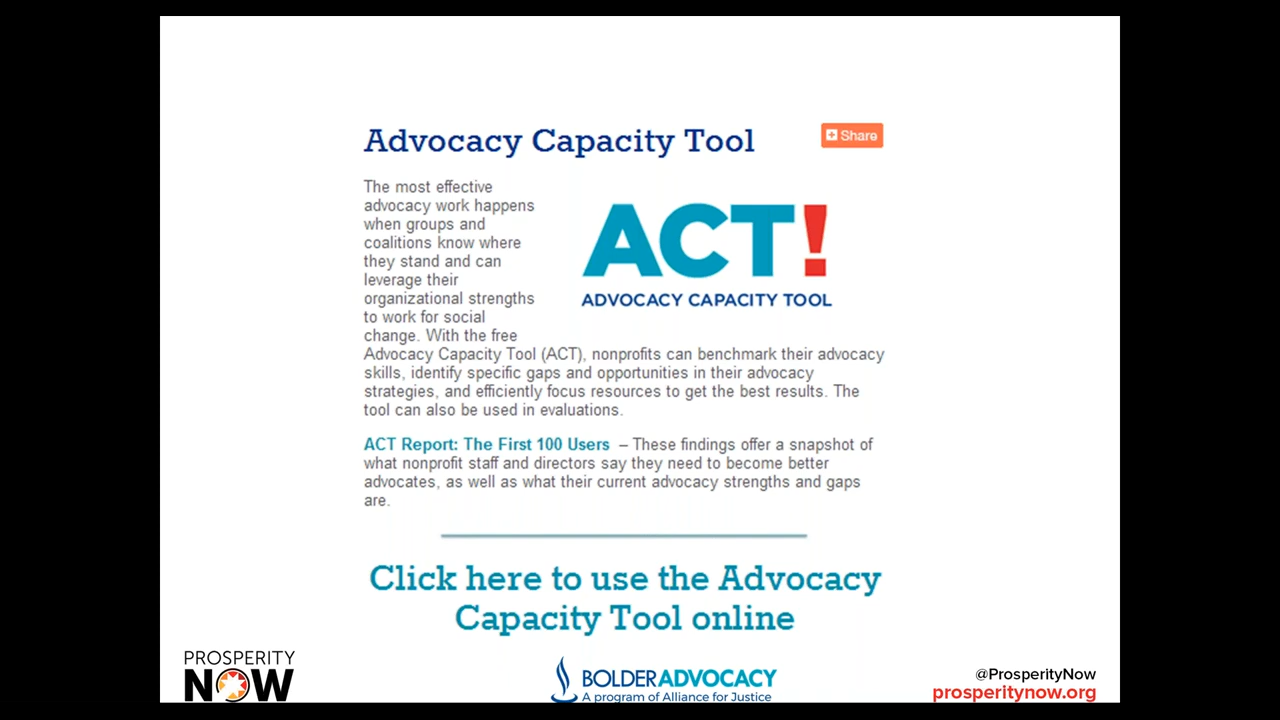 Advocacy Capacity Tool
Share
The most effective
advocacy work happens
when groups and
coalitions know where
they stand and can
leverage their
organizational strengths
to work for social
change. With the free
ACT!
ADVOCACY CAPACITY TOOL
Advocacy Capacity Tool (ACT), nonprofits can benchmark their advocacy
skills, identify specific gaps and opportunities in their advocacy
strategies, and efficiently focus resources to get the best results. The
tool can also be used in evaluations.
ACT Report: The First 100 Users – These findings offer a snapshot of
what nonprofit staff and directors say they need to become better
advocates, as well as what their current advocacy strengths and gaps
are.
Click here to use the Advocacy
Capacity Tool online
PROSPERITY
NOW
BOLDERADVOCACY
A program of Alliance for Justice
@ProsperityNow
prosperitynow.org